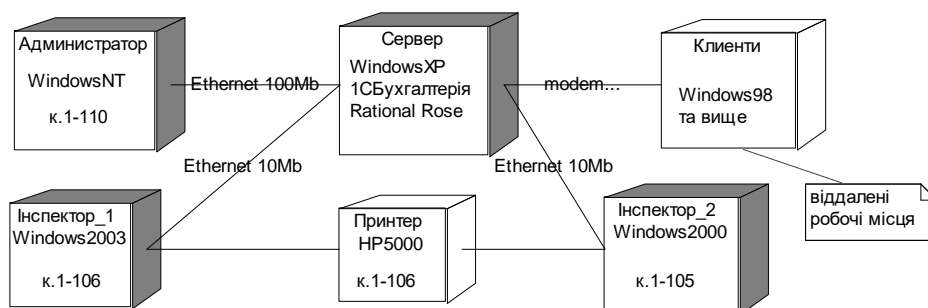 Администратор
WindowsNT
к.1-110
Ethernet 100Mb
Сервер
WindowsXP
1СБухгалтерія
Rational Rose
modem...
Клиенти
Windows98
та вище
Ethernet 10Mb
Ethernet 10Mb
віддалені
робочі місця
Інспектор_1
Windows2003
к.1-106
Принтер
HP5000
к.1-106
Інспектор_2
Windows2000
к.1-105